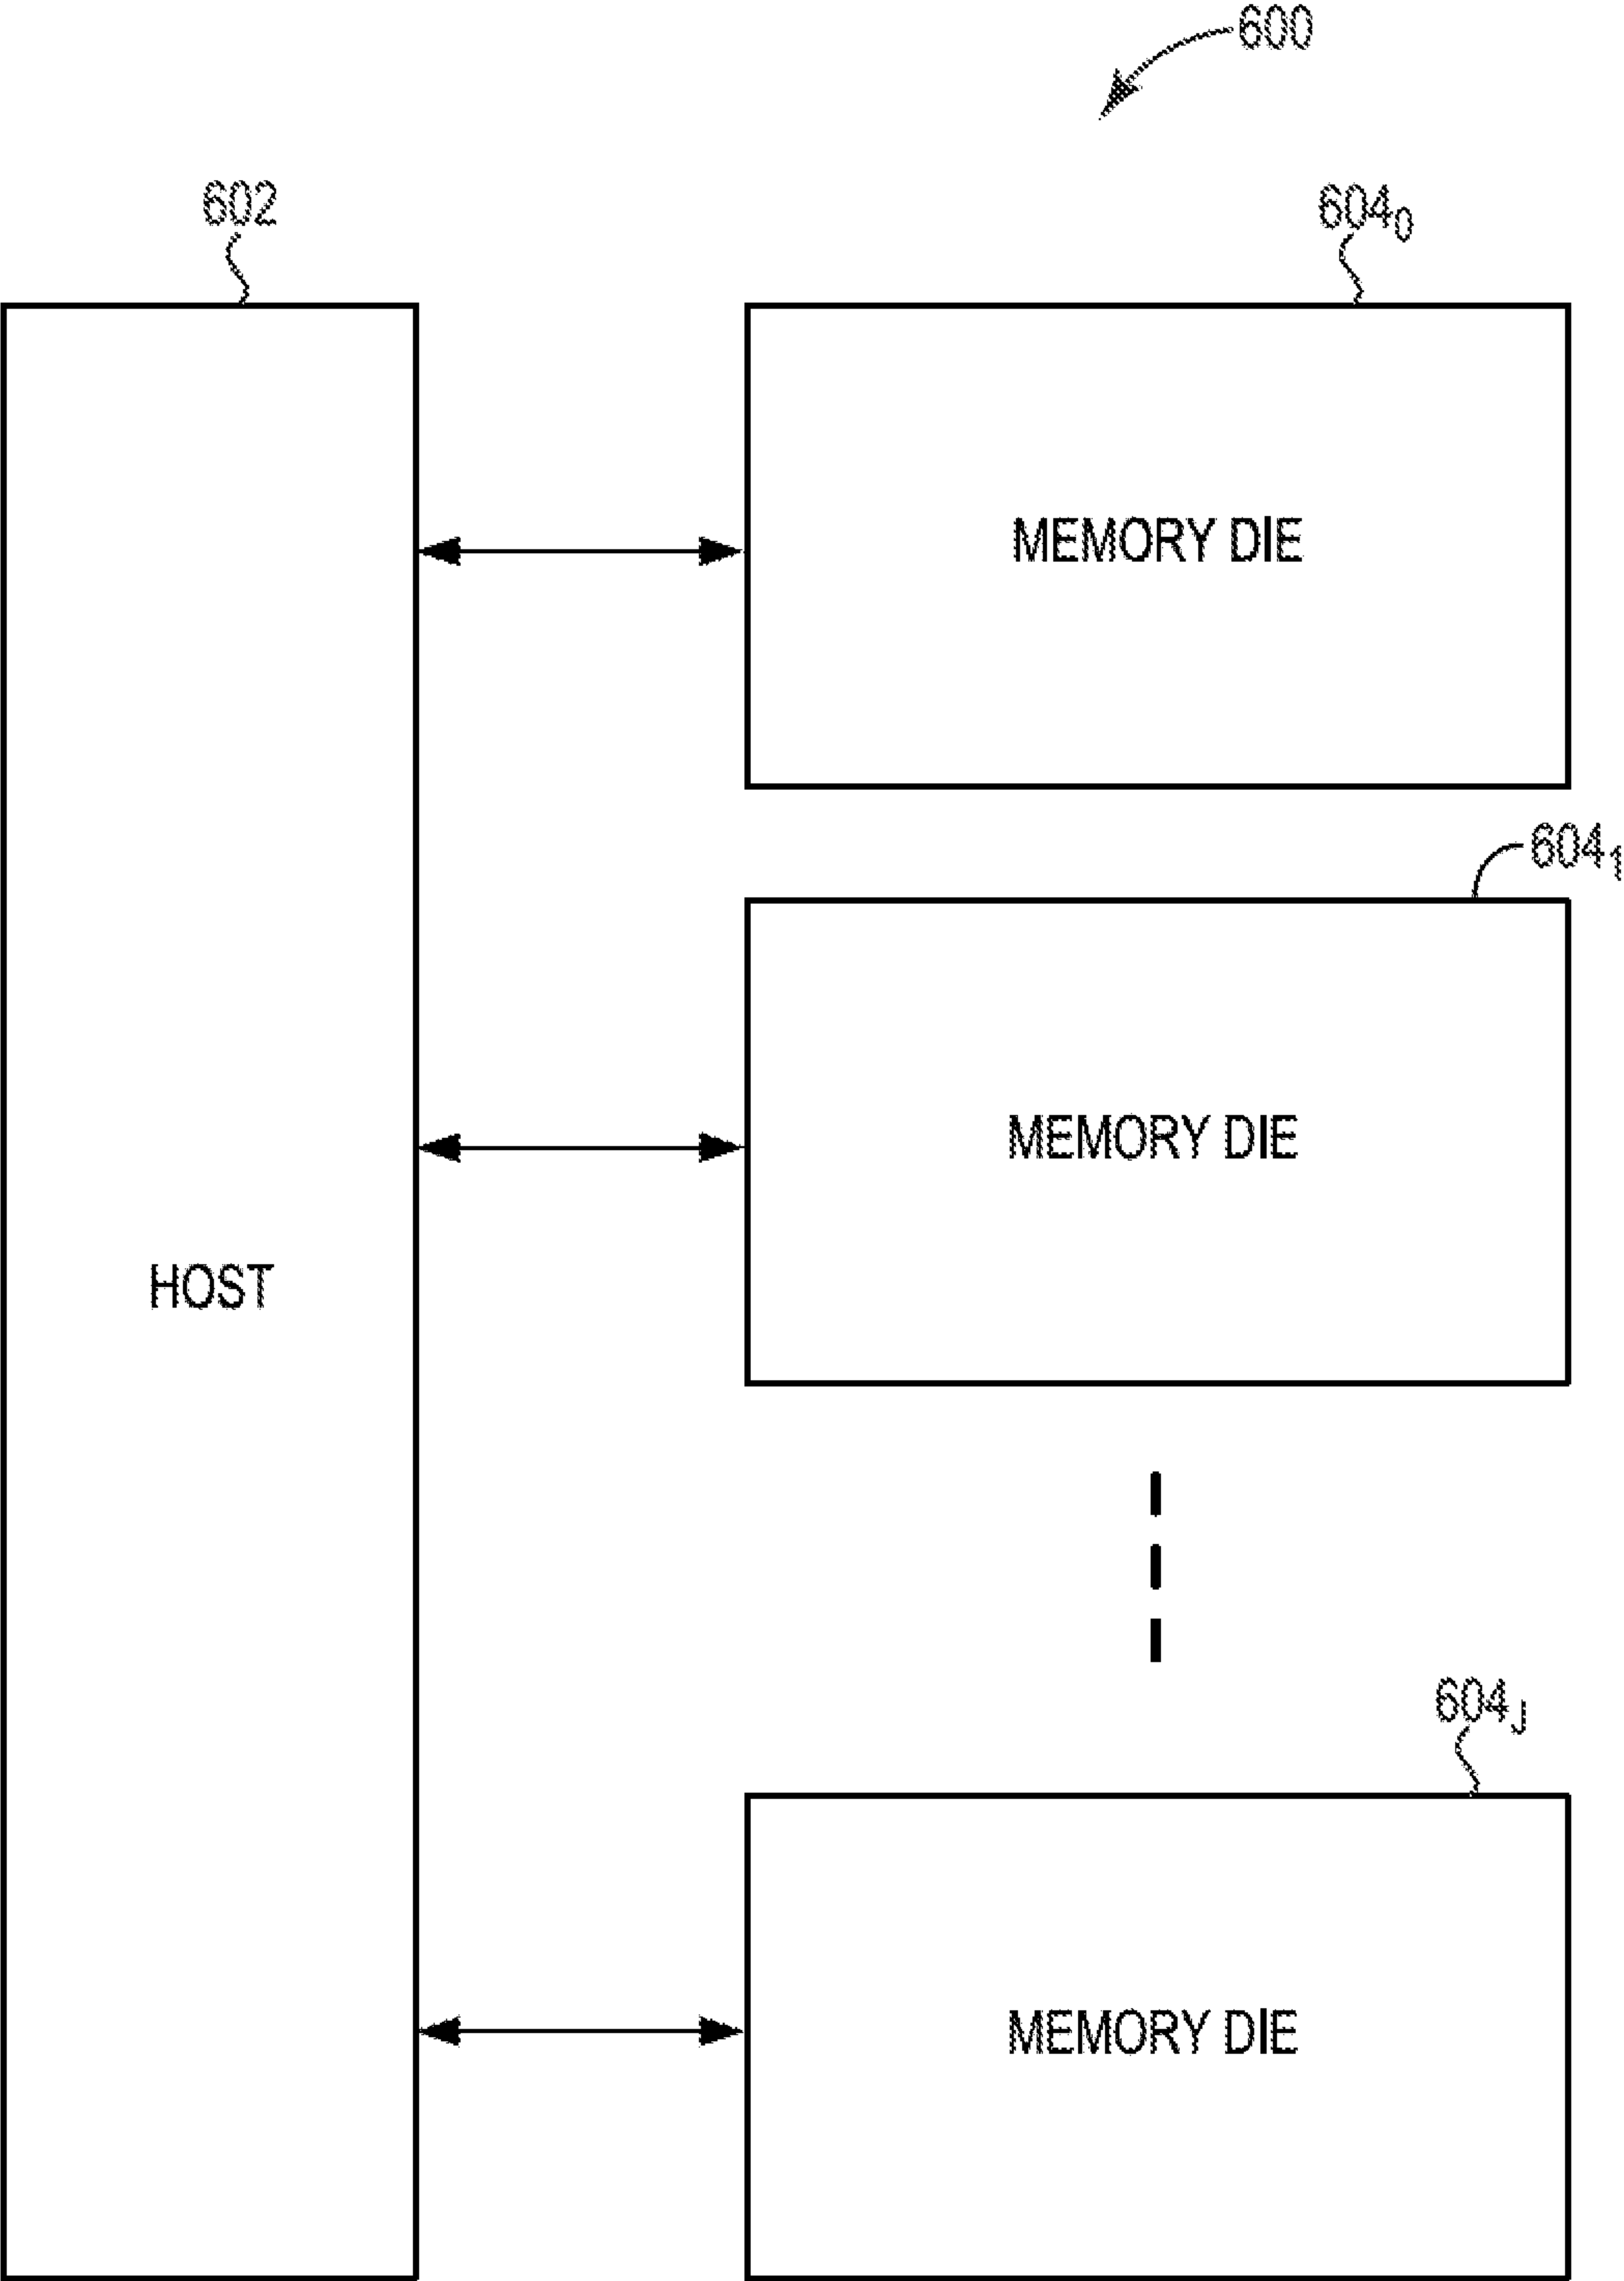 600
602
604₀
MEMORY DIE
604₁
MEMORY DIE
HOST
604J
MEMORY DIE